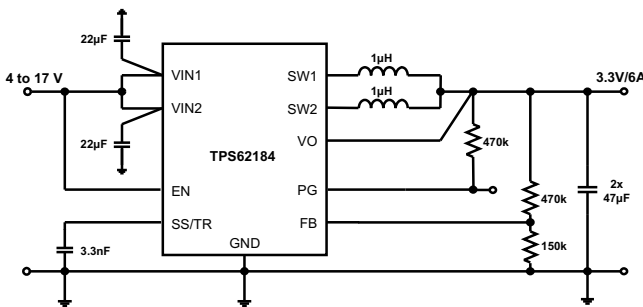 22μF
4 to 17 V
22μF
3.3nF
VIN1
VIN2
EN
SS/TR
TPS62184
GND
SW1
SW2
VO
PG
FB
1μH
1μH
470k
470k
150k
3.3V/6A
2x
47μF